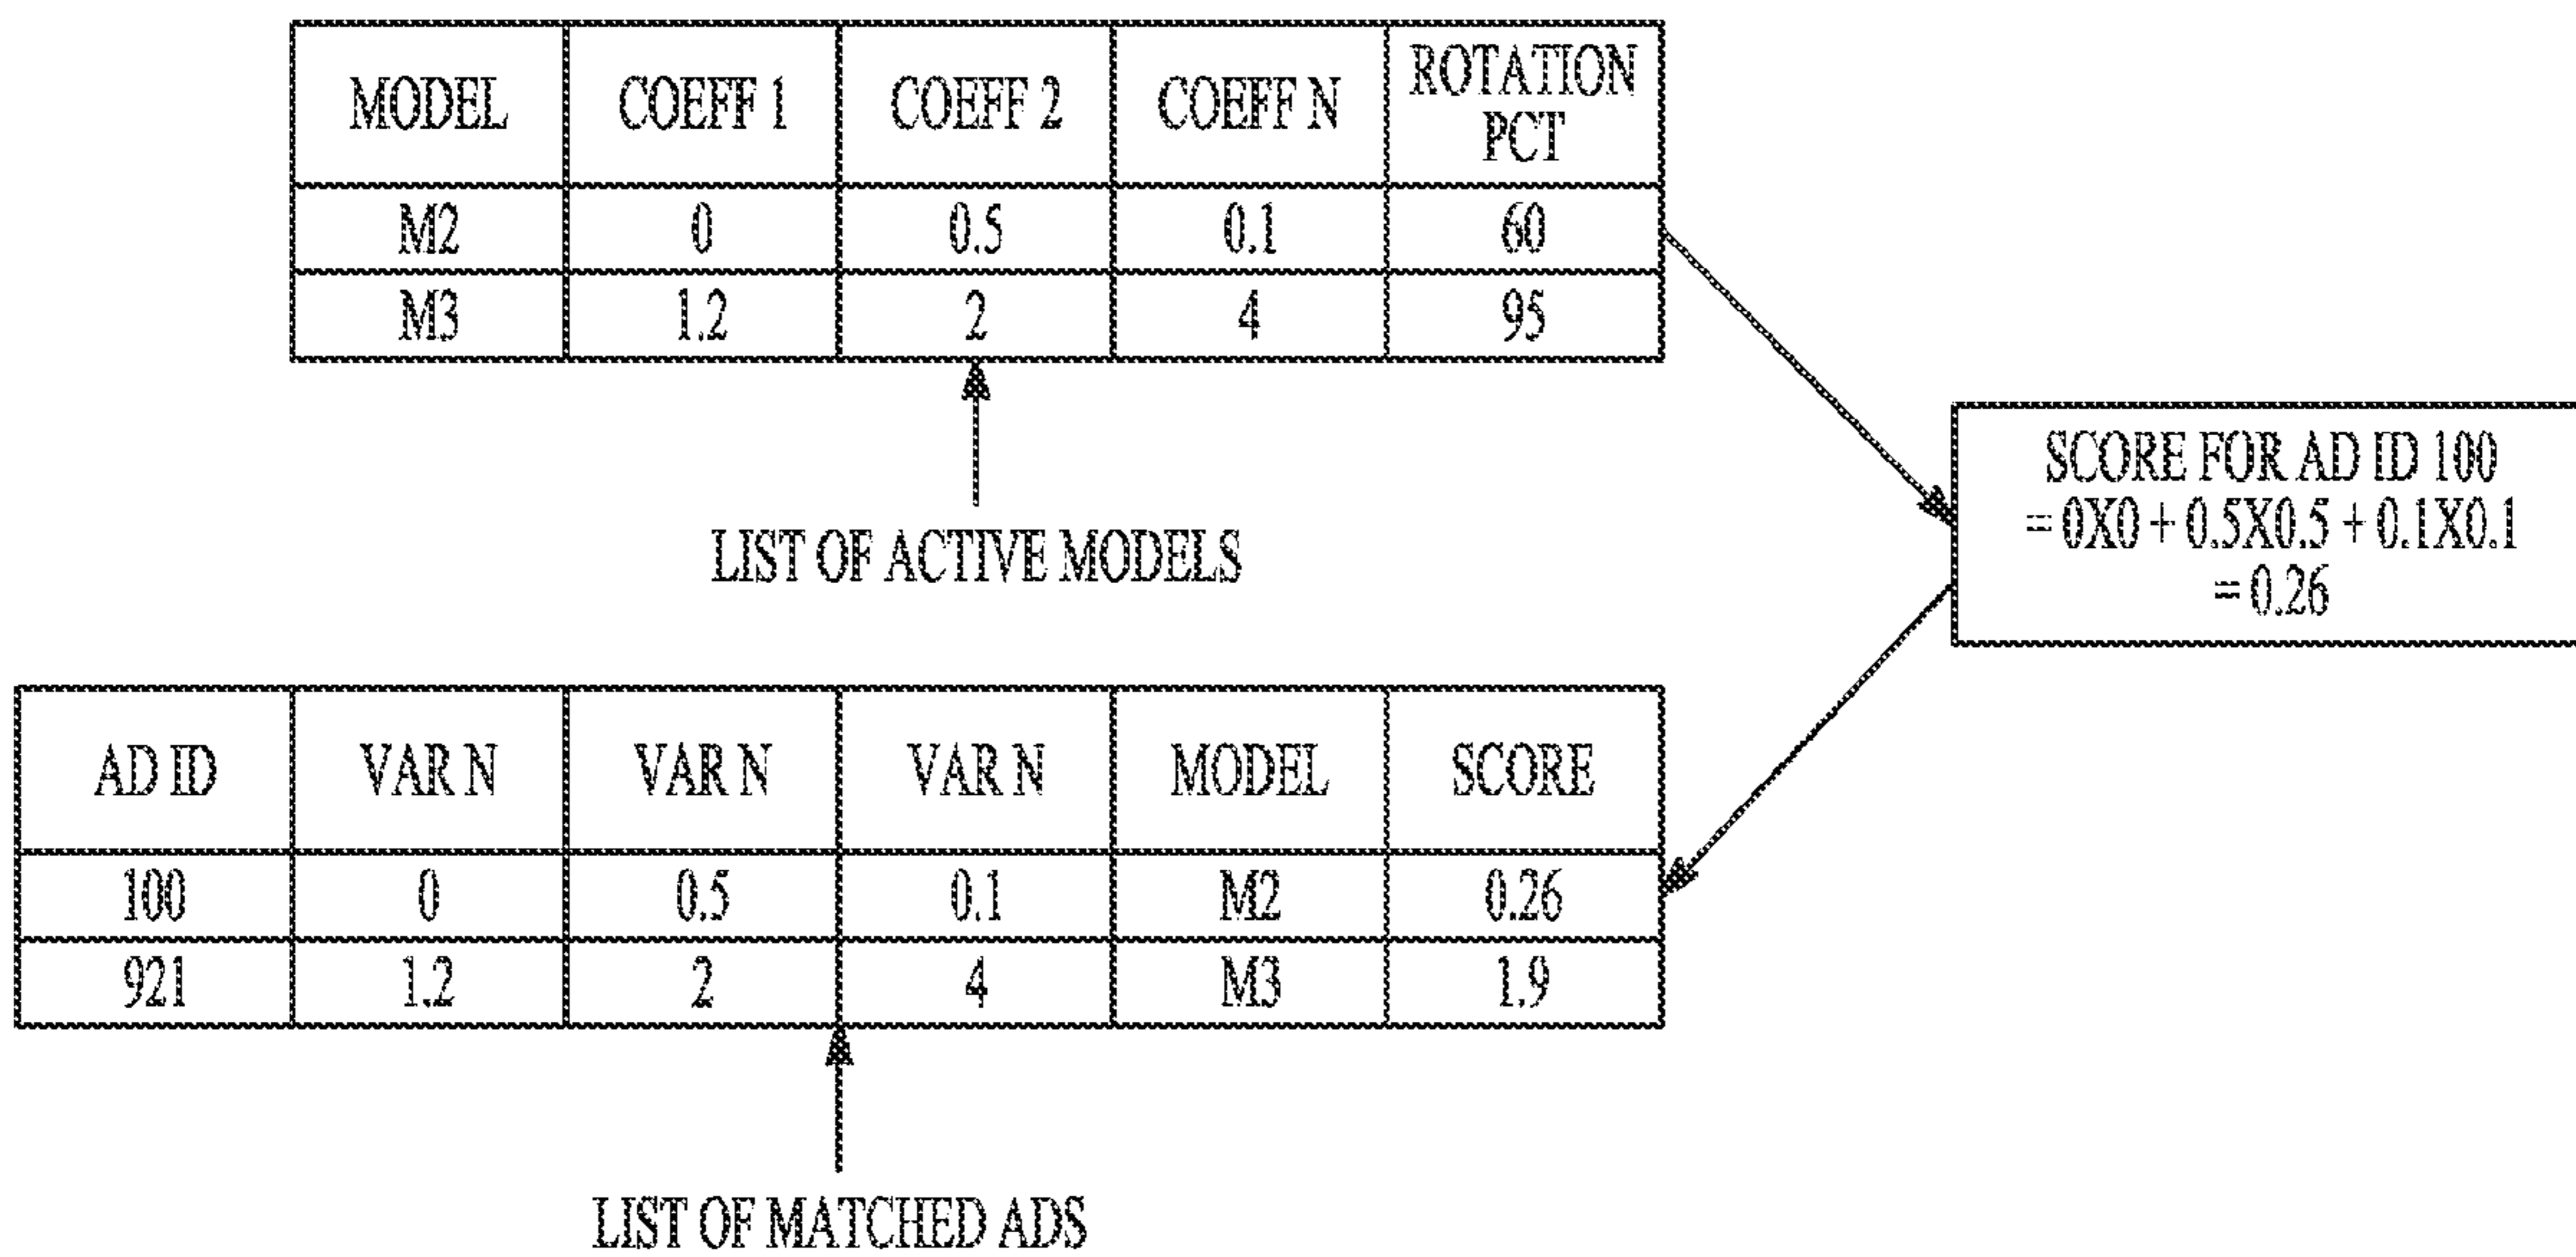 MODEL COEFF 1 COEFF 2 COEFF N ROTATION PCT
M2 0 0.5 0.1 60
M3 1.2 2 4 95
LIST OF ACTIVE MODELS
SCORE FOR AD ID 100
= 0X0 + 0.5X0.5 + 0.1X0.1
= 0.26
AD ID VAR N VAR N VAR N MODEL SCORE
100 0 0.5 0.1 M2 0.26
921 1.2 2 4 M3 1.9
LIST OF MATCHED ADS